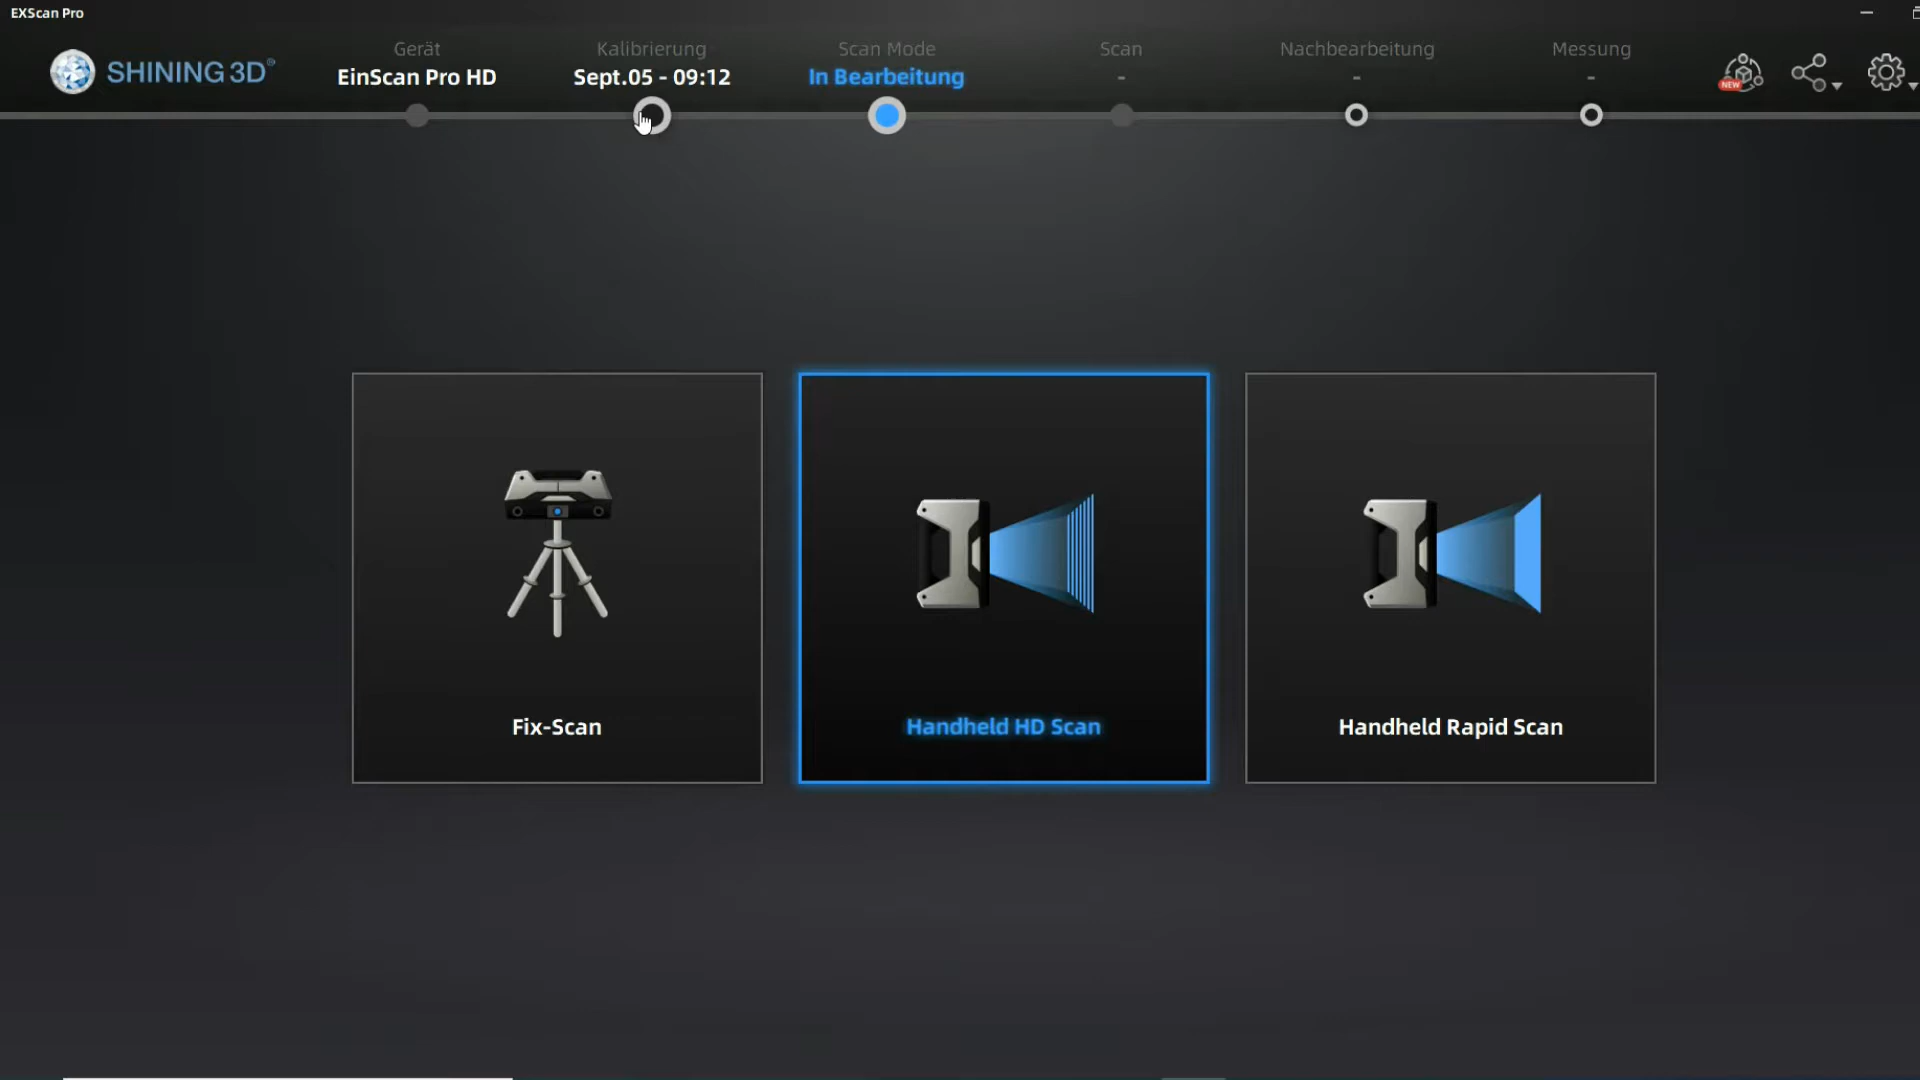 EXScan Pro
SHINING 3D®
Gerät
EinScan Pro HD
Kalibrierung
Sept.05 - 09:12
Scan Mode
In Bearbeitung
Scan
-
Nachbearbeitung
-
Messung
-
NEW
Fix-Scan
Handheld HD Scan
Handheld Rapid Scan